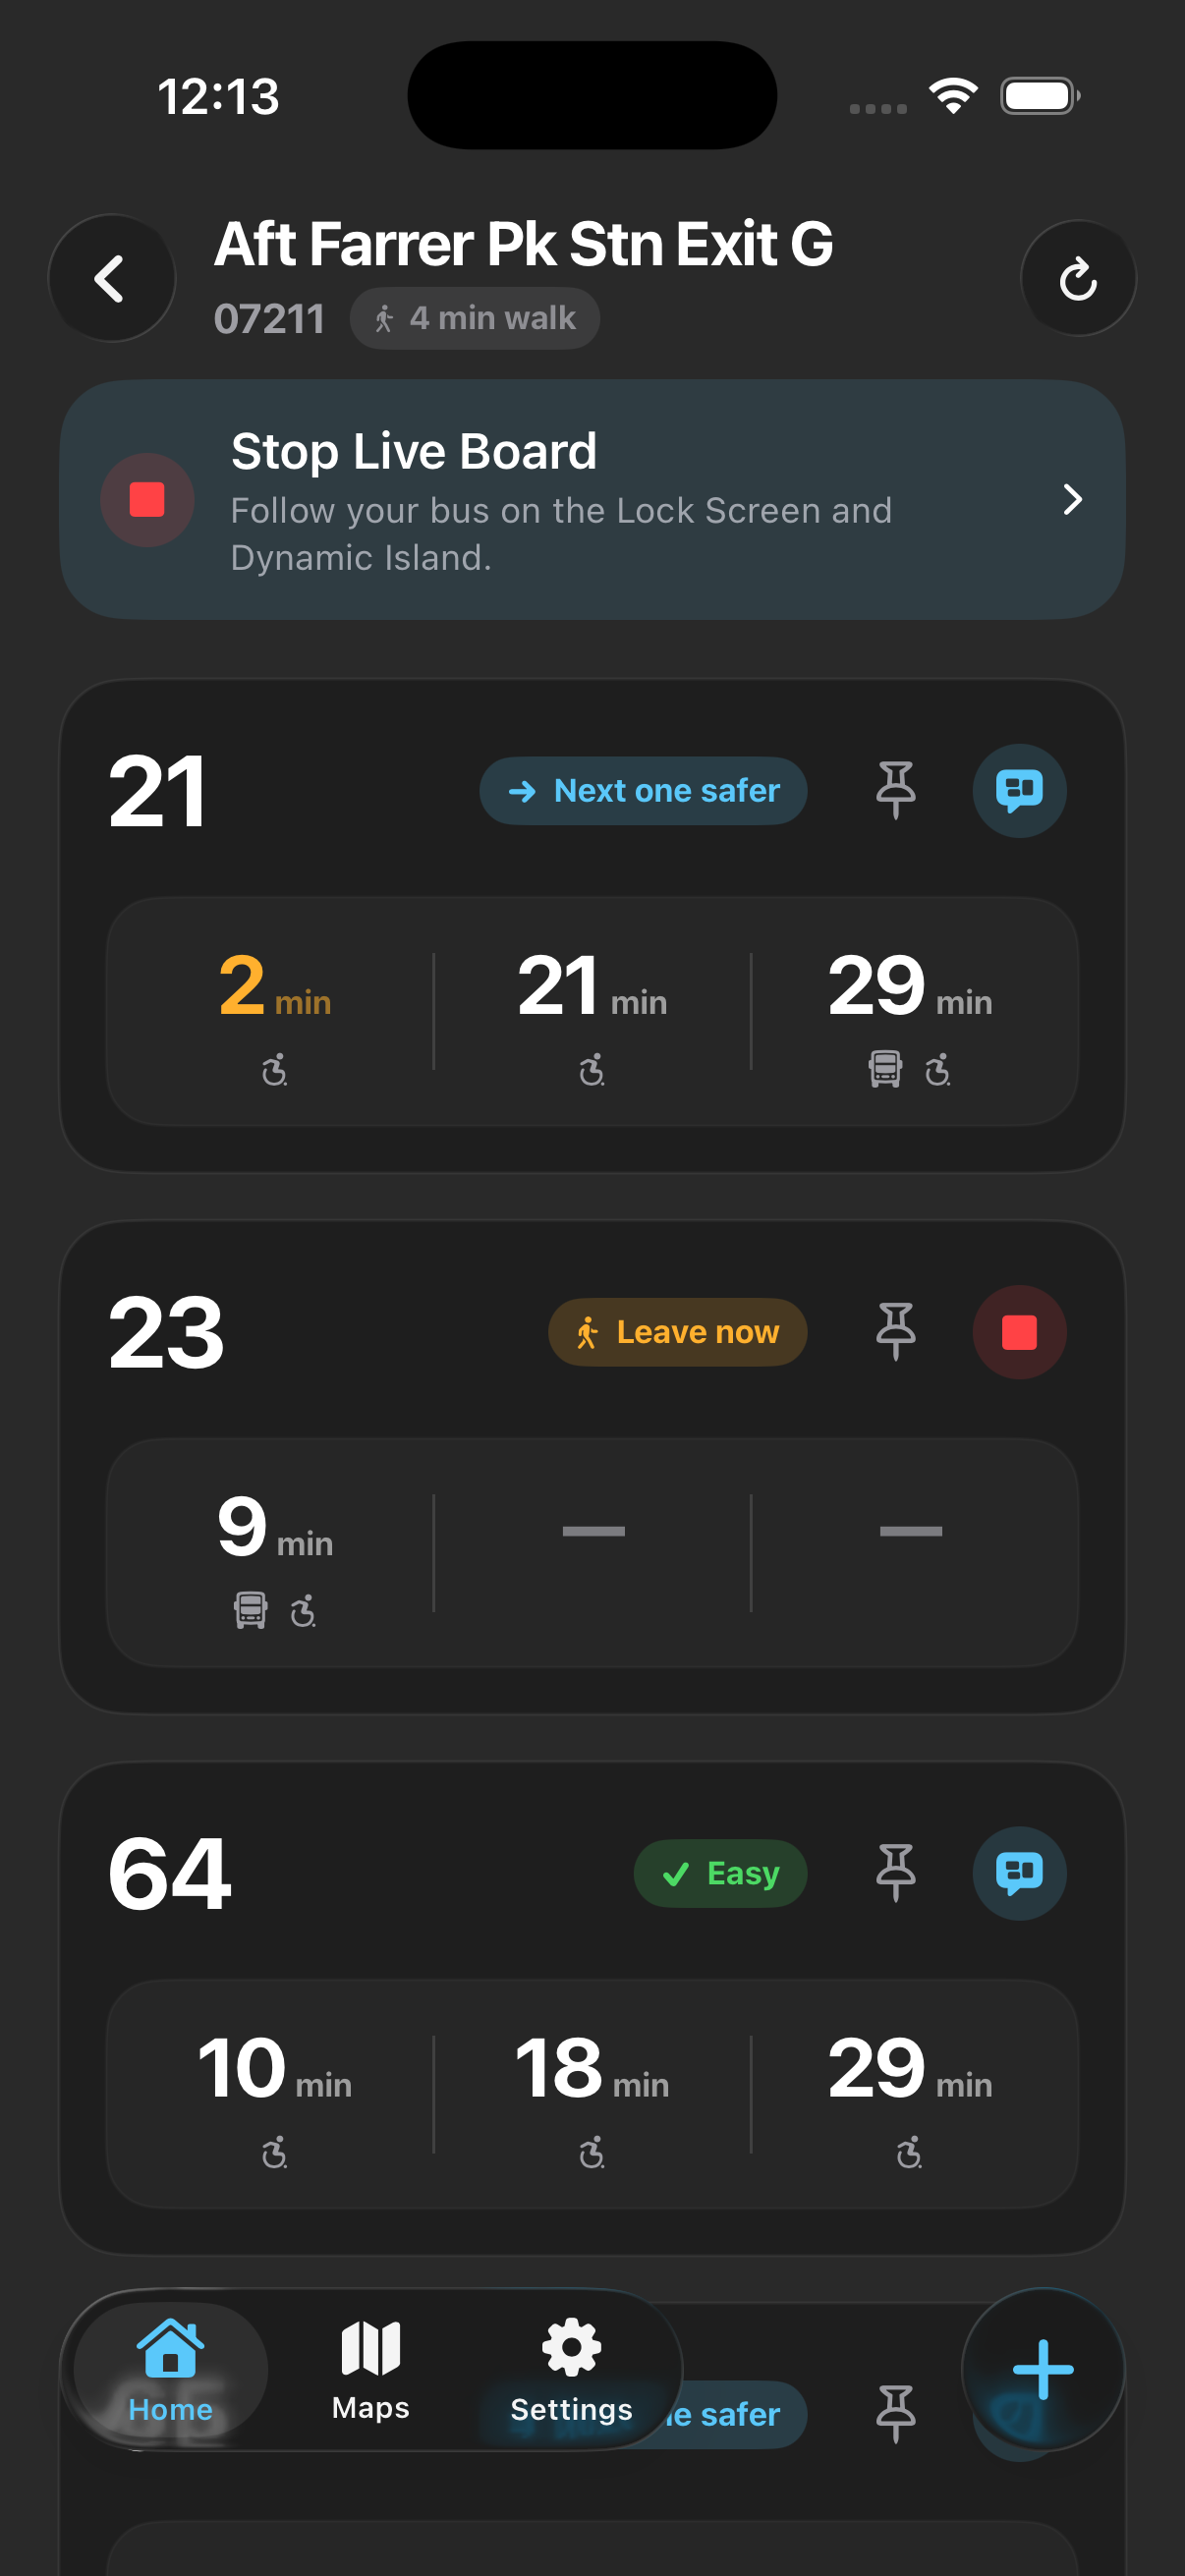 12:13
Aft Farrer Pk Stn Exit G
07211
4 min walk
Stop Live Board
Follow your bus on the Lock Screen and
Dynamic Island.
21
Next one safer
2 min
21 min
29 min
23
Leave now
9 min
—
—
64
Easy
10 min
18 min
29 min
safer
Home
Maps
Settings